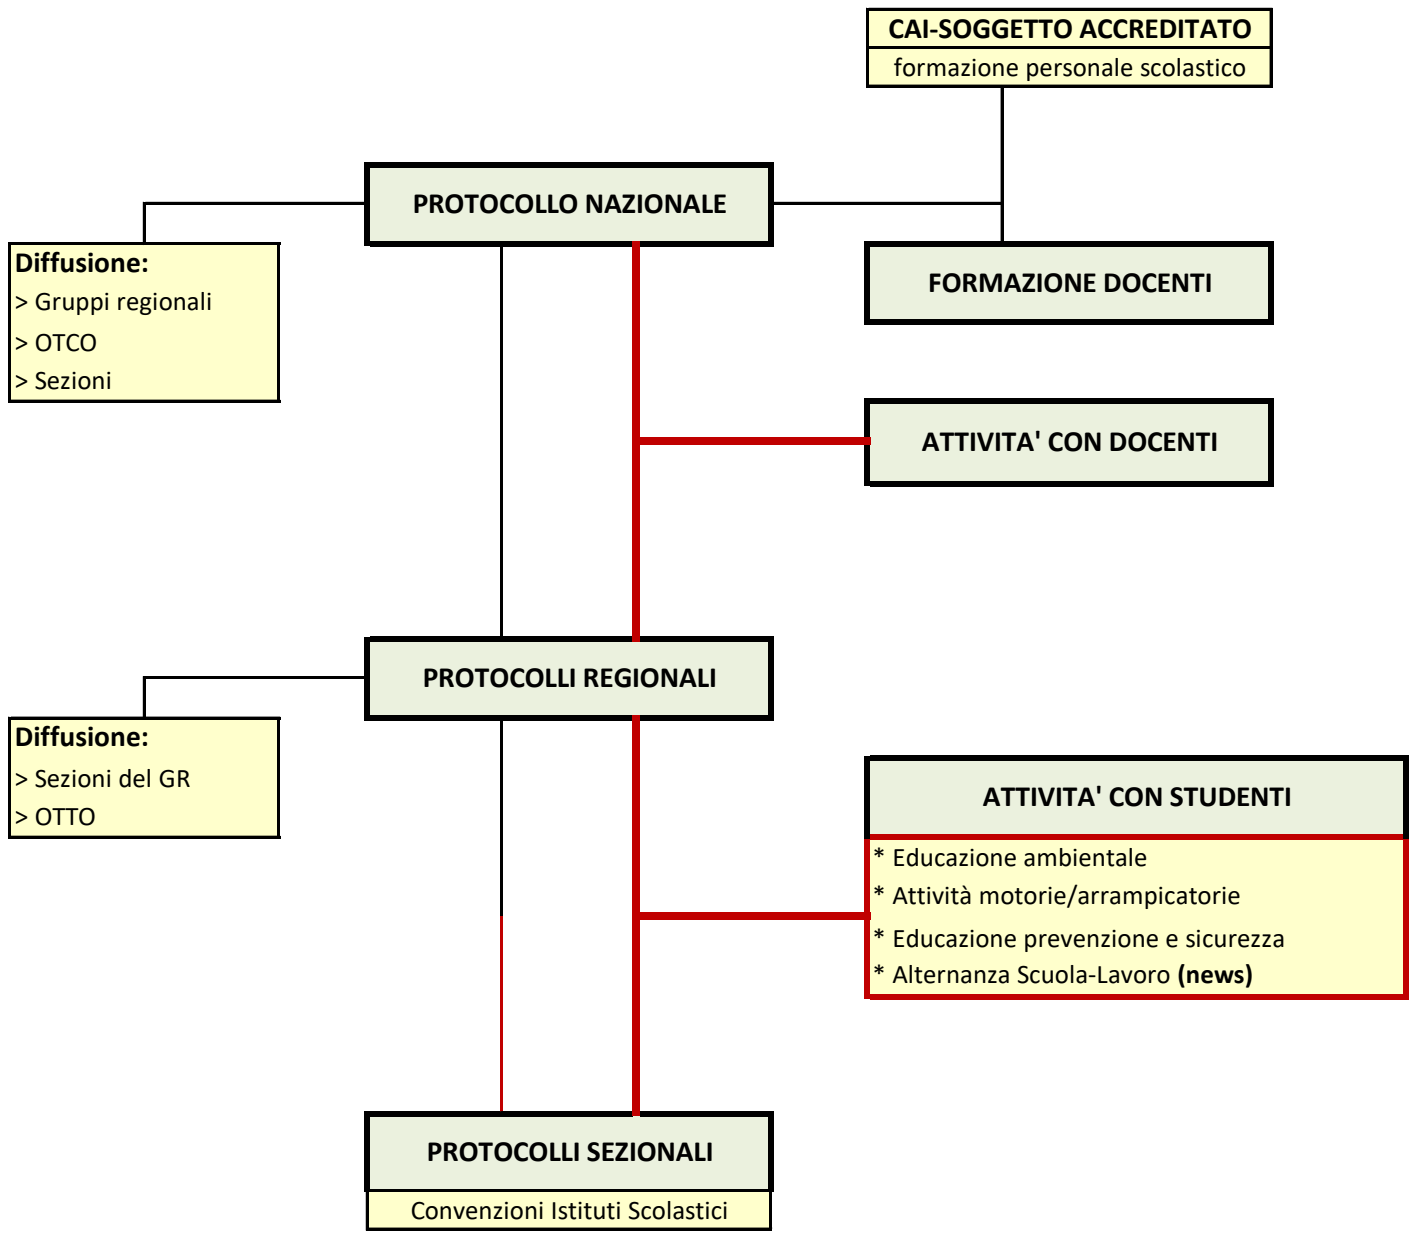 CAI-SOGGETTO ACCREDITATO
formazione personale scolastico
PROTOCOLLO NAZIONALE
Diffusione:
> Gruppi regionali
> OTCO
> Sezioni
FORMAZIONE DOCENTI
ATTIVITA' CON DOCENTI
PROTOCOLLI REGIONALI
Diffusione:
> Sezioni del GR
> OTTO
ATTIVITA' CON STUDENTI
* Educazione ambientale
* Attività motorie/arrampicatorie
* Educazione prevenzione e sicurezza
* Alternanza Scuola-Lavoro (news)
PROTOCOLLI SEZIONALI
Convenzioni Istituti Scolastici